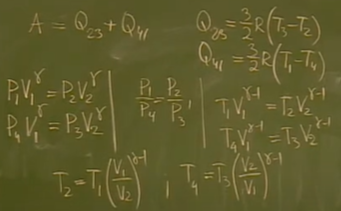 A = Q₂₃ + Q₄₁
Q₂₃ = 3/2 R(T₃ - T₂)
Q₄₁ = 3/2 R(T₁ - T₄)
P₁V₁^γ = P₂V₂^γ
P₄V₁^γ = P₃V₂^γ
P₁/P₄ = P₂/P₃
T₁V₁^γ-1 = T₂V₂^γ-1
T₄V₁^γ-1 = T₃V₂^γ-1
T₂ = T₁(V₁/V₂)^γ-1 ; T₄ = T₃(V₂/V₁)^γ-1